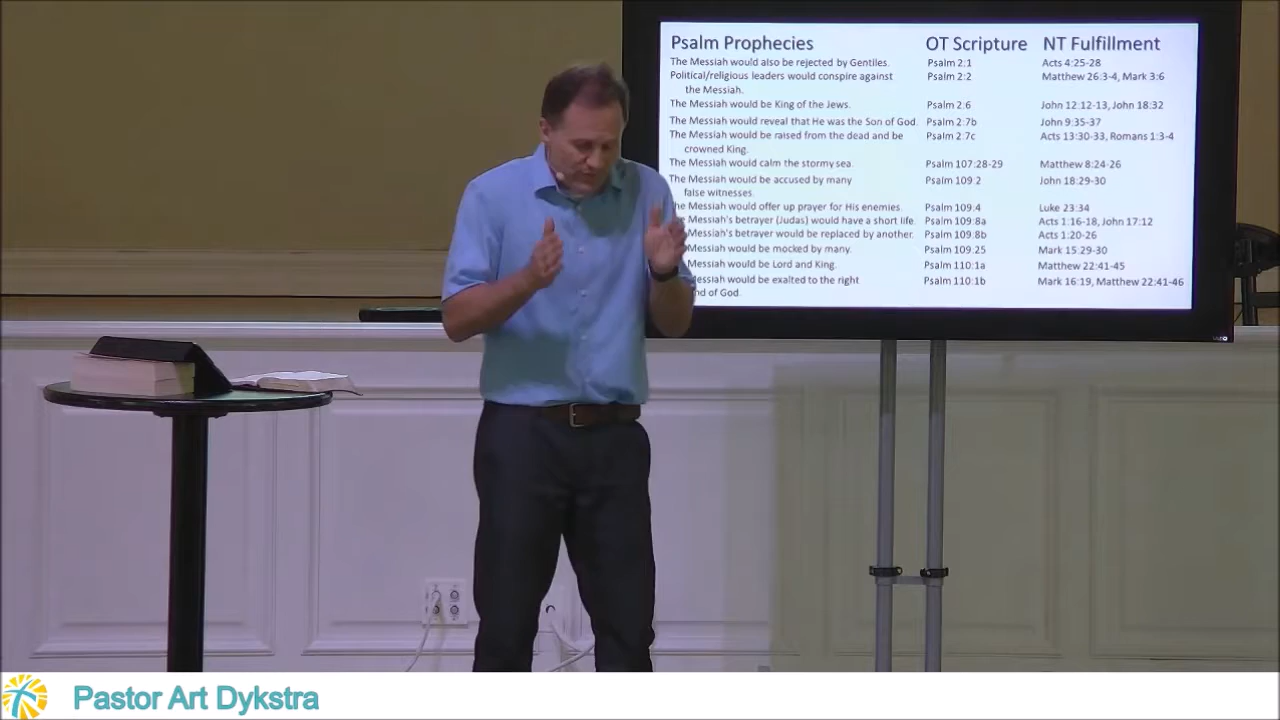 Psalm Prophecies OT Scripture NT Fulfillment
The Messiah would also be rejected by Gentiles. Psalm 2:1 Acts 4:25-28
Political/religious leaders would conspire against Psalm 2:2 Matthew 26:3-4, Mark 3:6
the Messiah.
The Messiah would be King of the Jews. Psalm 2:6 John 12:12-13, John 18:32
The Messiah would reveal that He was the Son of God. Psalm 2:7b John 9:35-37
The Messiah would be raised from the dead and be Psalm 2:7c Acts 13:30-33, Romans 1:3-4
crowned King.
The Messiah would calm the stormy sea. Psalm 107:28-29 Matthew 8:24-26
The Messiah would be accused by many Psalm 109:2 John 18:29-30
false witnesses.
he Messiah would offer up prayer for His enemies. Psalm 109:4 Luke 23:34
e Messiah's betrayer (Judas) would have a short life. Psalm 109:8a Acts 1:16-18, John 17:12
Messiah's betrayer would be replaced by another. Psalm 109:8b Acts 1:20-26
Messiah would be mocked by many. Psalm 109:25 Mark 15:29-30
Messiah would be Lord and King. Psalm 110:1a Matthew 22:41-45
essiah would be exalted to the right Psalm 110:1b Mark 16:19, Matthew 22:41-46
nd of God.
Pastor Art Dykstra